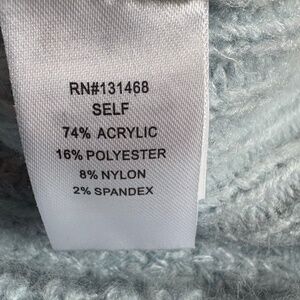 RN#131468
SELF
74% ACRYLIC
16% POLYESTER
8% NYLON
2% SPANDEX